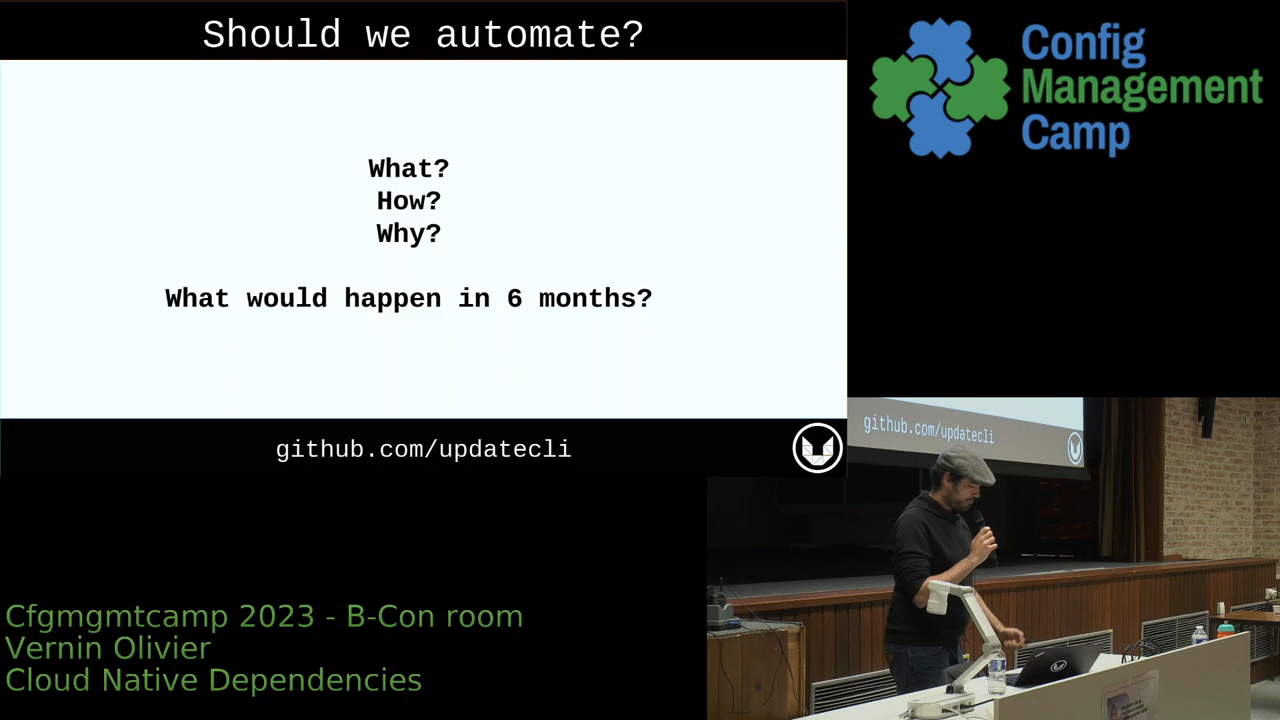 Should we automate?
What?
How?
Why?
What would happen in 6 months?
github.com/updatecli
Config
Management
Camp
github.com/updatecli
Cfgmgmtcamp 2023 - B-Con room
Vernin Olivier
Cloud Native Dependencies